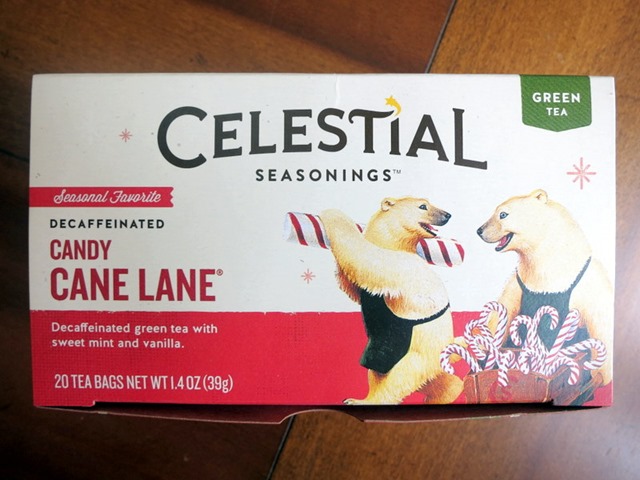 GREEN
TEA
CELESTIAL
SEASONINGS™
Seasonal Favorite
DECAFFEINATED
CANDY
CANE LANE®
Decaffeinated green tea with
sweet mint and vanilla.
20 TEA BAGS NET WT 1.4 OZ (39g)